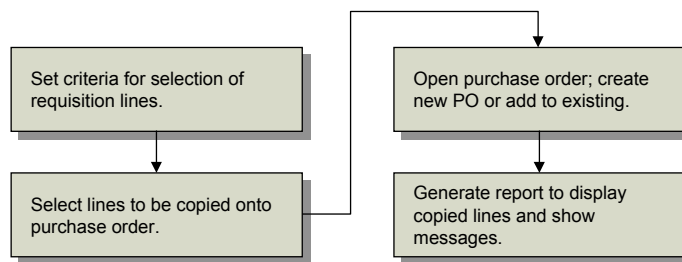 Set criteria for selection of
requisition lines.
Select lines to be copied onto
purchase order.
Open purchase order; create
new PO or add to existing.
Generate report to display
copied lines and show
messages.